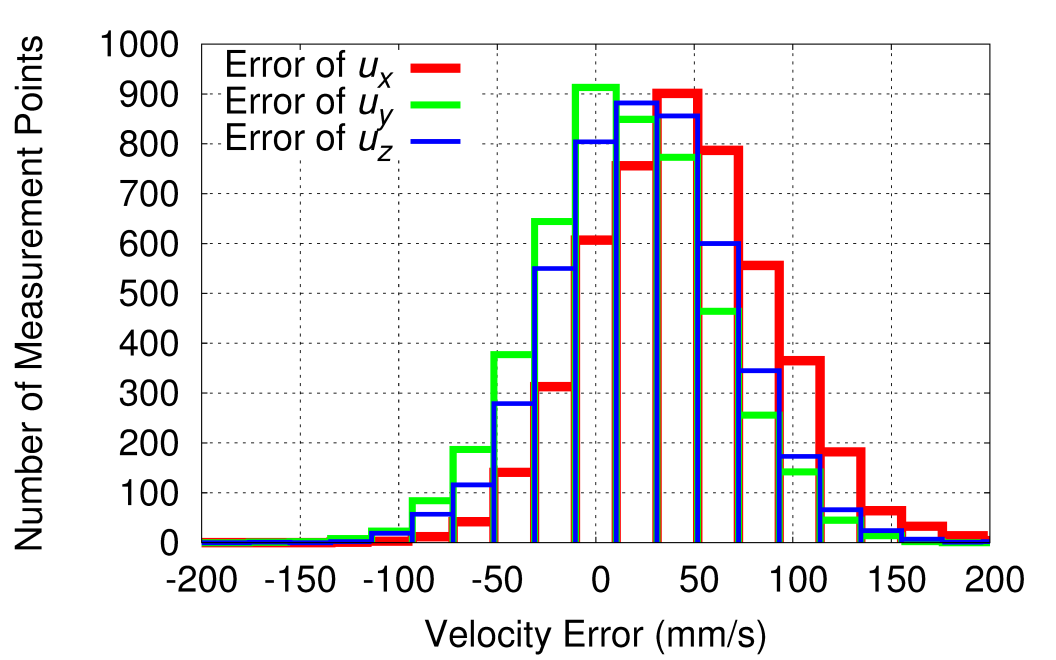 Number of Measurement Points
1000
900
800
700
600
500
400
300
200
100
0
Error of u_x
Error of u_y
Error of u_z
-200 -150 -100 -50 0 50 100 150 200
Velocity Error (mm/s)